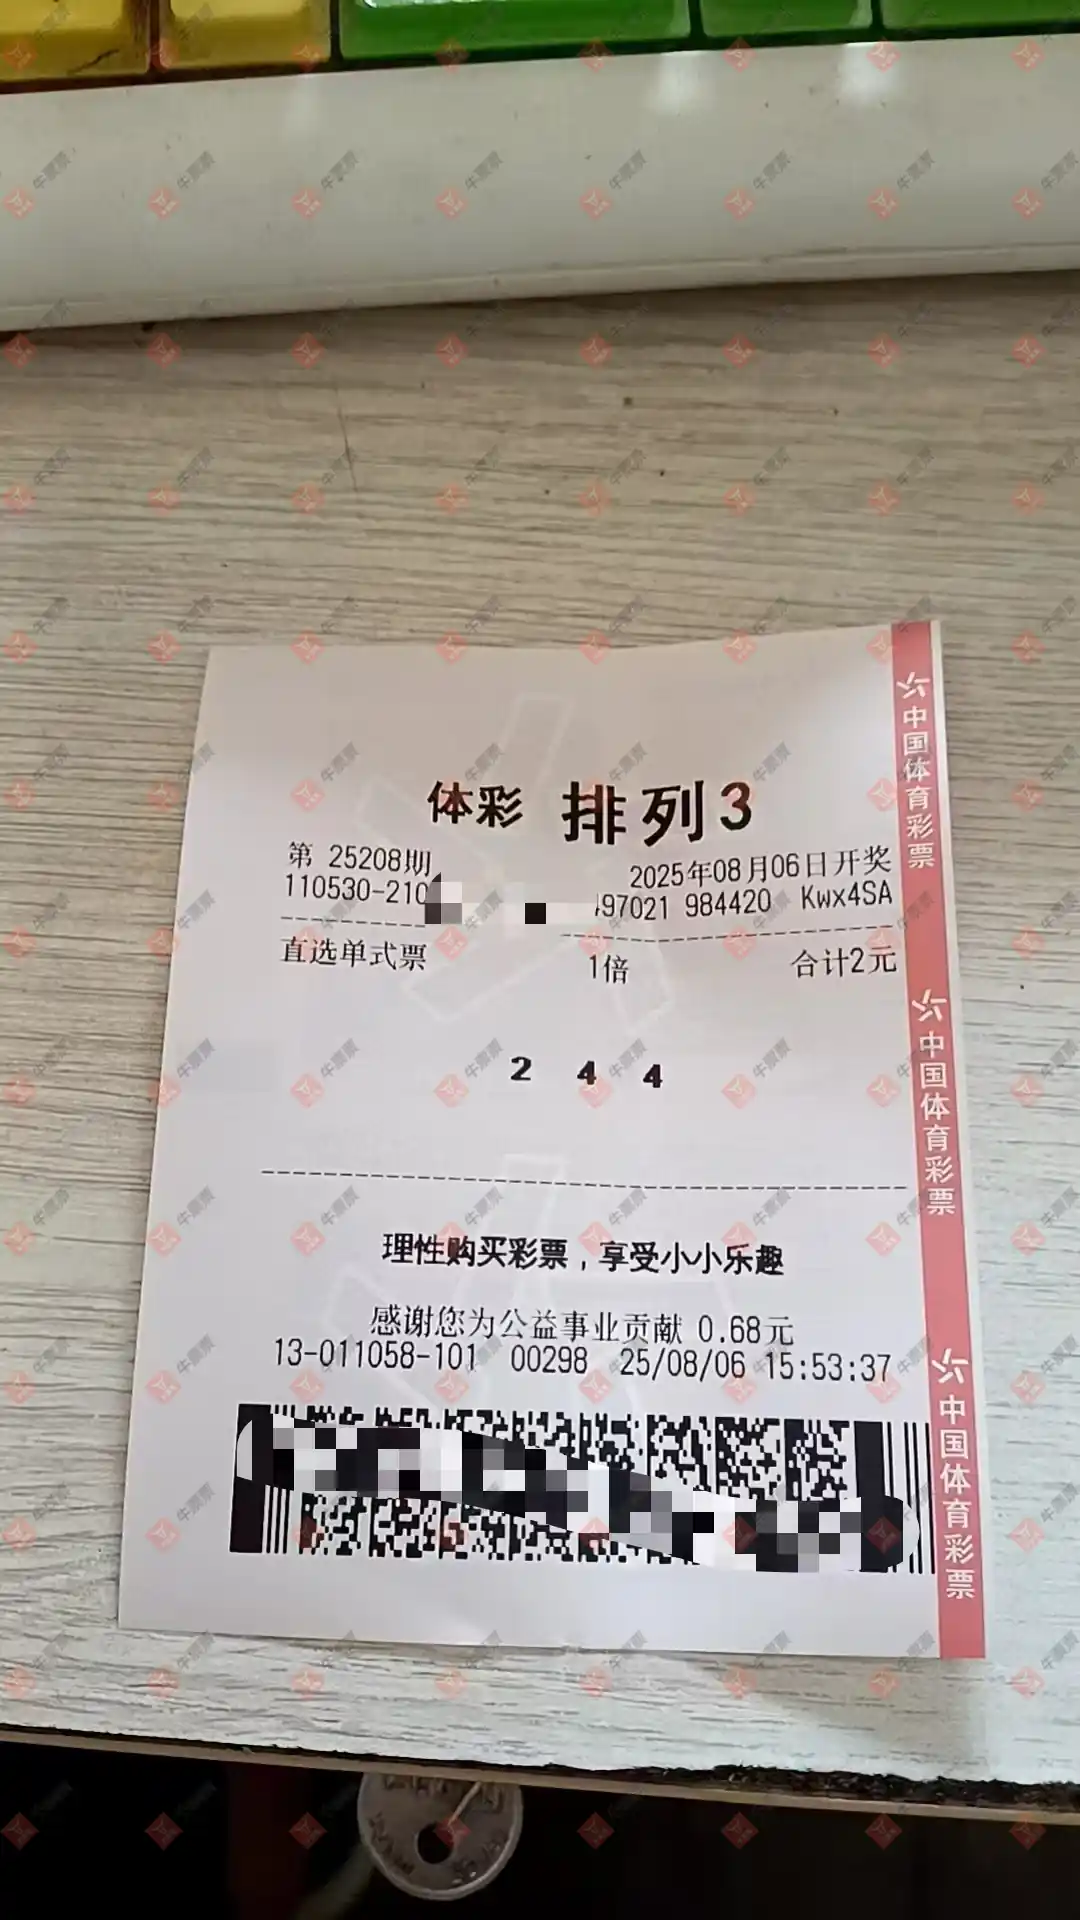 体彩 排列3
第 25208期 2025年08月06日开奖
110530-210 497021 984420 Kwx4SA
直选单式票 1倍 合计2元
2 4 4
理性购买彩票，享受小小乐趣
感谢您为公益事业贡献 0.68元
13-011058-101 00298 25/08/06 15:53:37
中国体育彩票
中国体育彩票
中国体育彩票
牛票票